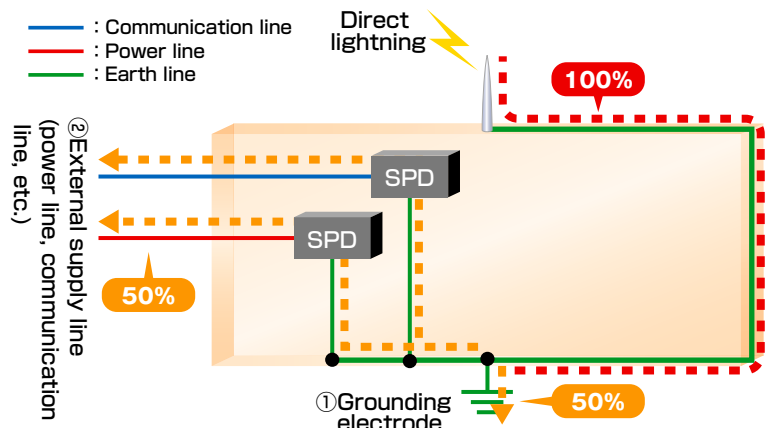 : Communication line
: Power line
: Earth line
Direct
lightning
100%
②External supply line
(power line, communication
line, etc.)
SPD
SPD
50%
①Grounding
electrode
50%